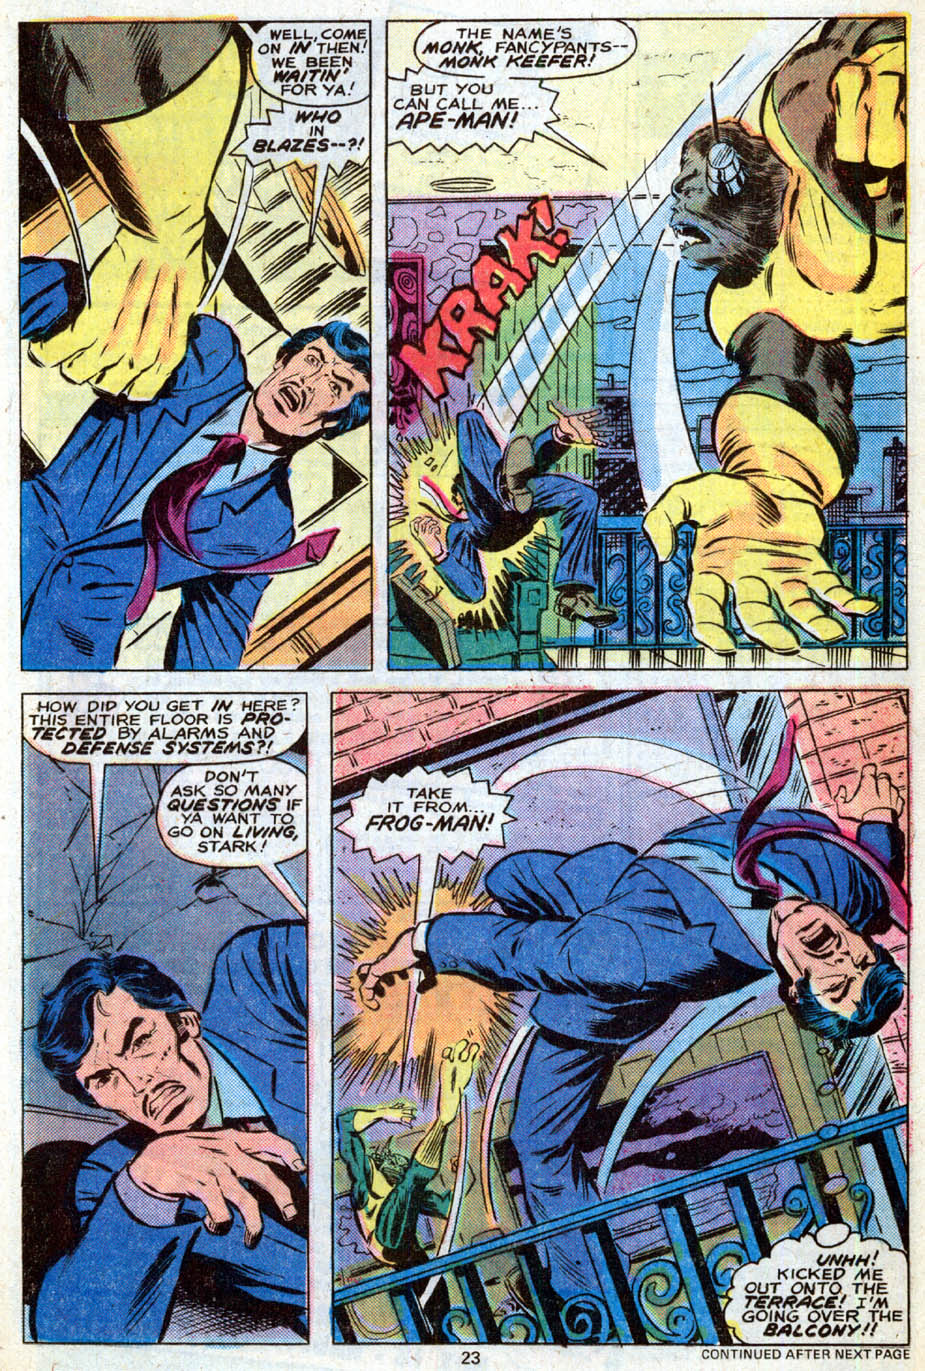 WELL, COME
ON IN THEN!
WE BEEN
WAITIN'
FOR YA!
WHO
IN
BLAZES--?!
THE NAME'S
MONK, FANCYPANTS--
MONK KEEFER!
BUT YOU
CAN CALL ME...
APE-MAN!
KRAK!
HOW DID YOU GET IN HERE?
THIS ENTIRE FLOOR IS PRO-
TECTED BY ALARMS AND
DEFENSE SYSTEMS?!
DON'T
ASK SO MANY
QUESTIONS IF
YA WANT TO
GO ON LIVING,
STARK!
TAKE
IT FROM...
FROG-MAN!
UNHH!
KICKED ME
OUT ONTO THE
TERRACE! I'M
GOING OVER THE
BALCONY!!
23
CONTINUED AFTER NEXT PAGE